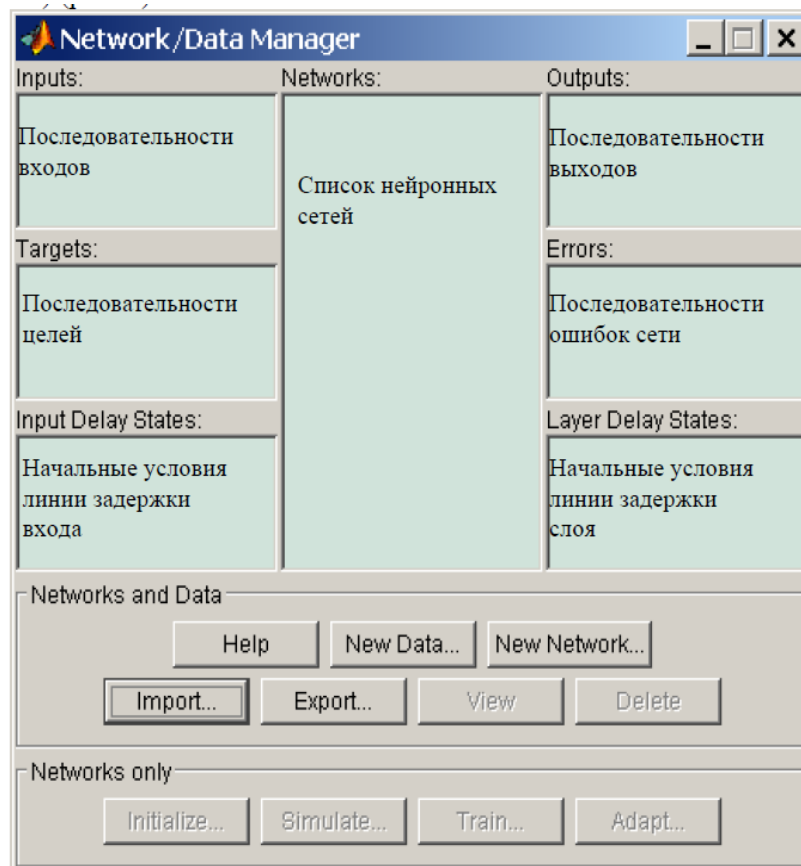 Network/Data Manager
Inputs:
Networks:
Outputs:
Последовательности
входов
Список нейронных
сетей
Последовательности
выходов
Targets:
Errors:
Последовательности
целей
Последовательности
ошибок сети
Input Delay States:
Layer Delay States:
Начальные условия
линии задержки
входа
Начальные условия
линии задержки
слоя
Networks and Data
Help
New Data...
New Network...
Import...
Export...
View
Delete
Networks only
Initialize...
Simulate...
Train...
Adapt...